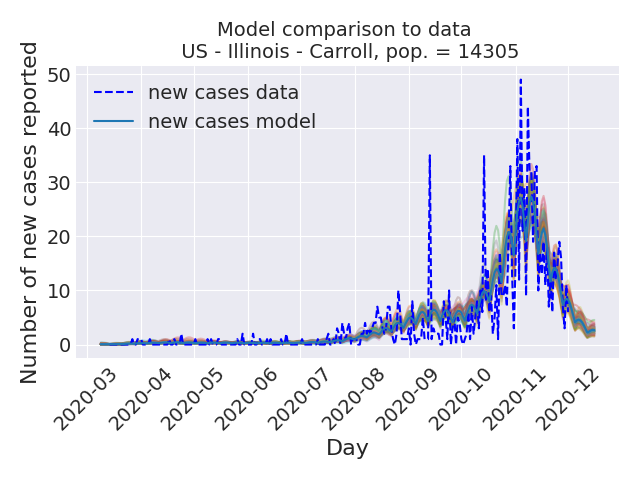 Model comparison to data
US - Illinois - Carroll, pop. = 14305
Number of new cases reported
50
40
30
20
10
0
new cases data
new cases model
2020-03
2020-04
2020-05
2020-06
2020-07
2020-08
2020-09
2020-10
2020-11
2020-12
Day